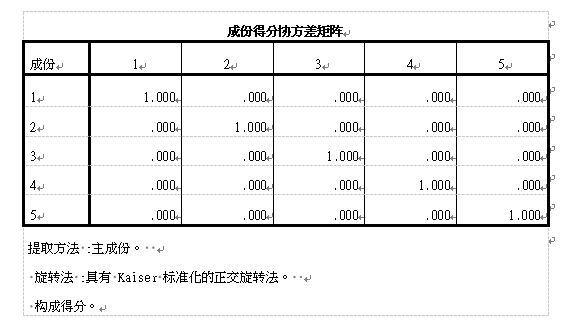 成份得分协方差矩阵
成份 1 2 3 4 5
1 1.000 .000 .000 .000 .000
2 .000 1.000 .000 .000 .000
3 .000 .000 1.000 .000 .000
4 .000 .000 .000 1.000 .000
5 .000 .000 .000 .000 1.000
提取方法 :主成份。
旋转法 :具有 Kaiser 标准化的正交旋转法。
构成得分。